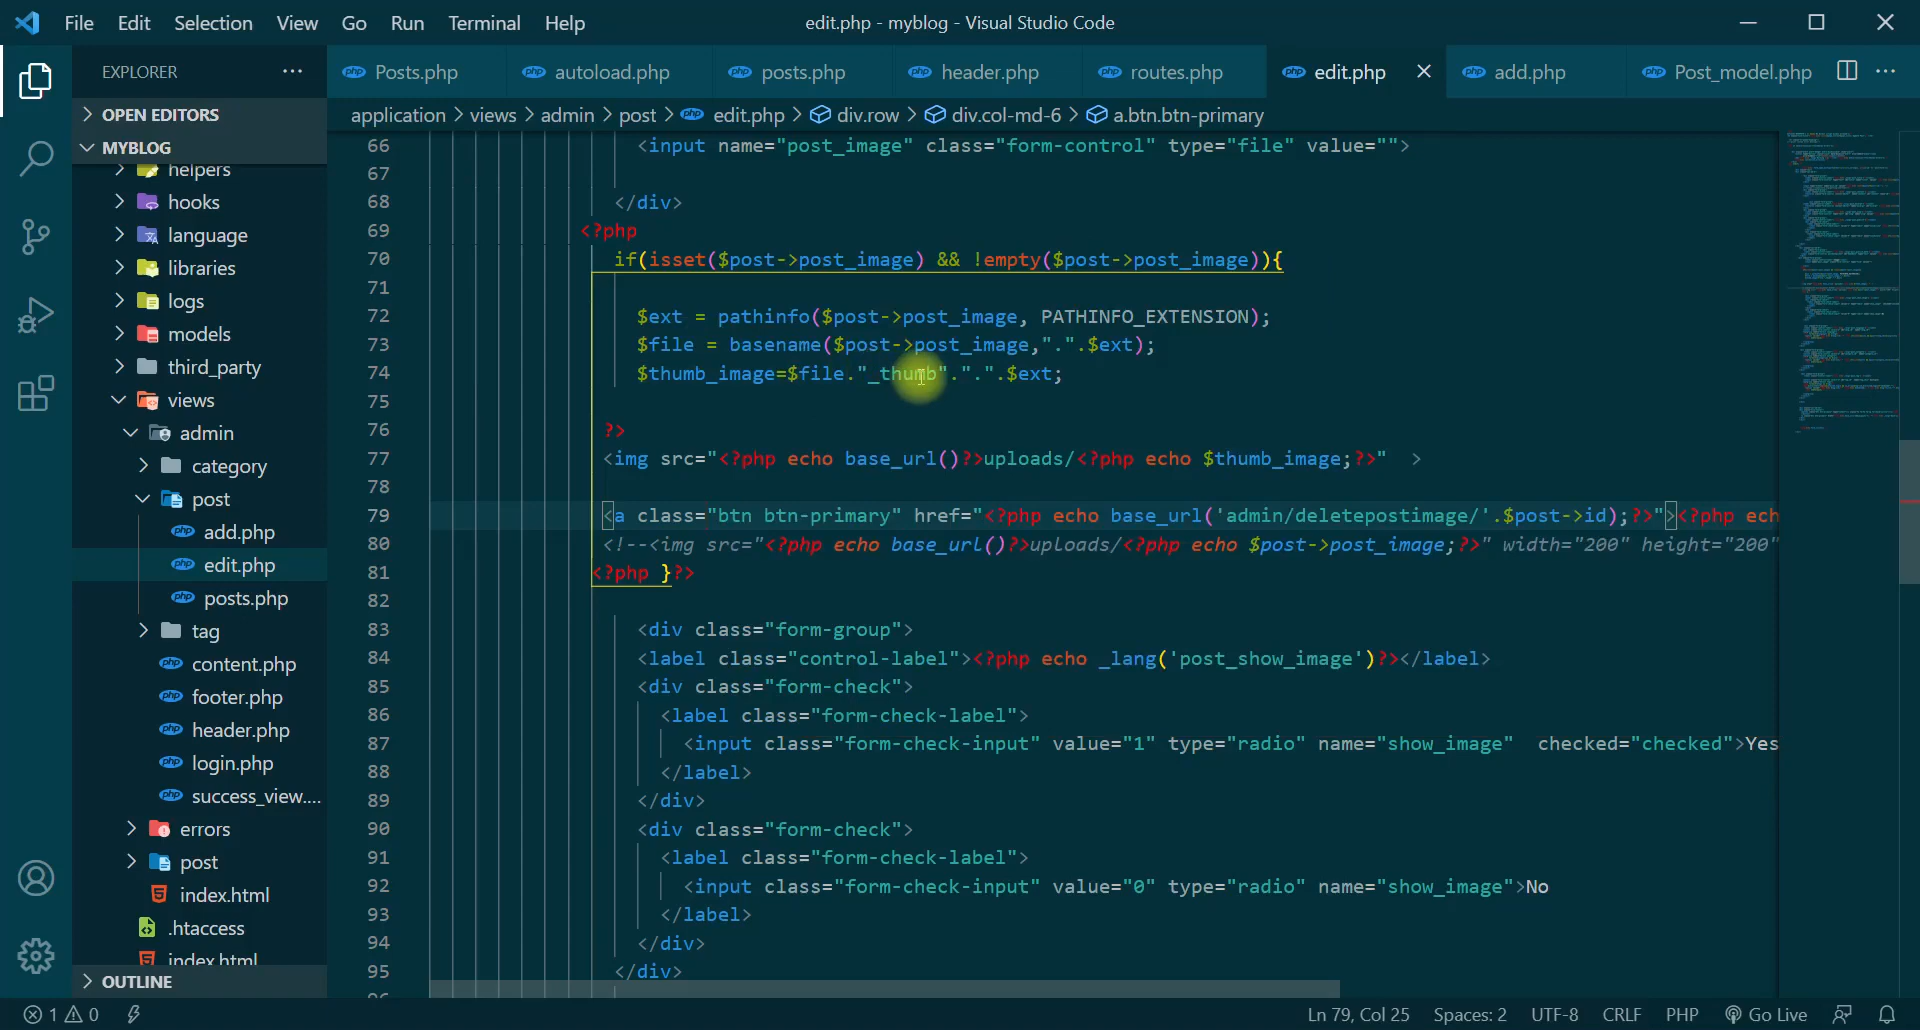 File Edit Selection View Go Run Terminal Help
edit.php - myblog - Visual Studio Code
EXPLORER
OPEN EDITORS
MYBLOG
helpers
hooks
language
libraries
logs
models
third_party
views
admin
category
post
add.php
edit.php
posts.php
tag
content.php
footer.php
header.php
login.php
success_view....
errors
post
index.html
.htaccess
index.html
OUTLINE
php Posts.php php autoload.php php posts.php php header.php php routes.php php edit.php php add.php php Post_model.php
application > views > admin > post > php edit.php > div.row > div.col-md-6 > a.btn.btn-primary
66 <input name="post_image" class="form-control" type="file" value="">
67
68 </div>
69 <?php
70 if(isset($post->post_image) && !empty($post->post_image)){
71
72 $ext = pathinfo($post->post_image, PATHINFO_EXTENSION);
73 $file = basename($post->post_image,".".$ext);
74 $thumb_image=$file."_thumb".".".$ext;
75
76 ?>
77 <img src="<?php echo base_url()?>uploads/<?php echo $thumb_image;?>"  >
78
79 <a class="btn btn-primary" href="<?php echo base_url('admin/deletepostimage/'.$post->id);?>"><?php ech
80 <!--<img src="<?php echo base_url()?>uploads/<?php echo $post->post_image;?>" width="200" height="200"
81 <?php }?>
82
83 <div class="form-group">
84 <label class="control-label"><?php echo _lang('post_show_image')?></label>
85 <div class="form-check">
86 <label class="form-check-label">
87 <input class="form-check-input" value="1" type="radio" name="show_image"  checked="checked">Yes
88 </label>
89 </div>
90 <div class="form-check">
91 <label class="form-check-label">
92 <input class="form-check-input" value="0" type="radio" name="show_image">No
93 </label>
94 </div>
95 </div>
1 0
Ln 79, Col 25 Spaces: 2 UTF-8 CRLF PHP Go Live